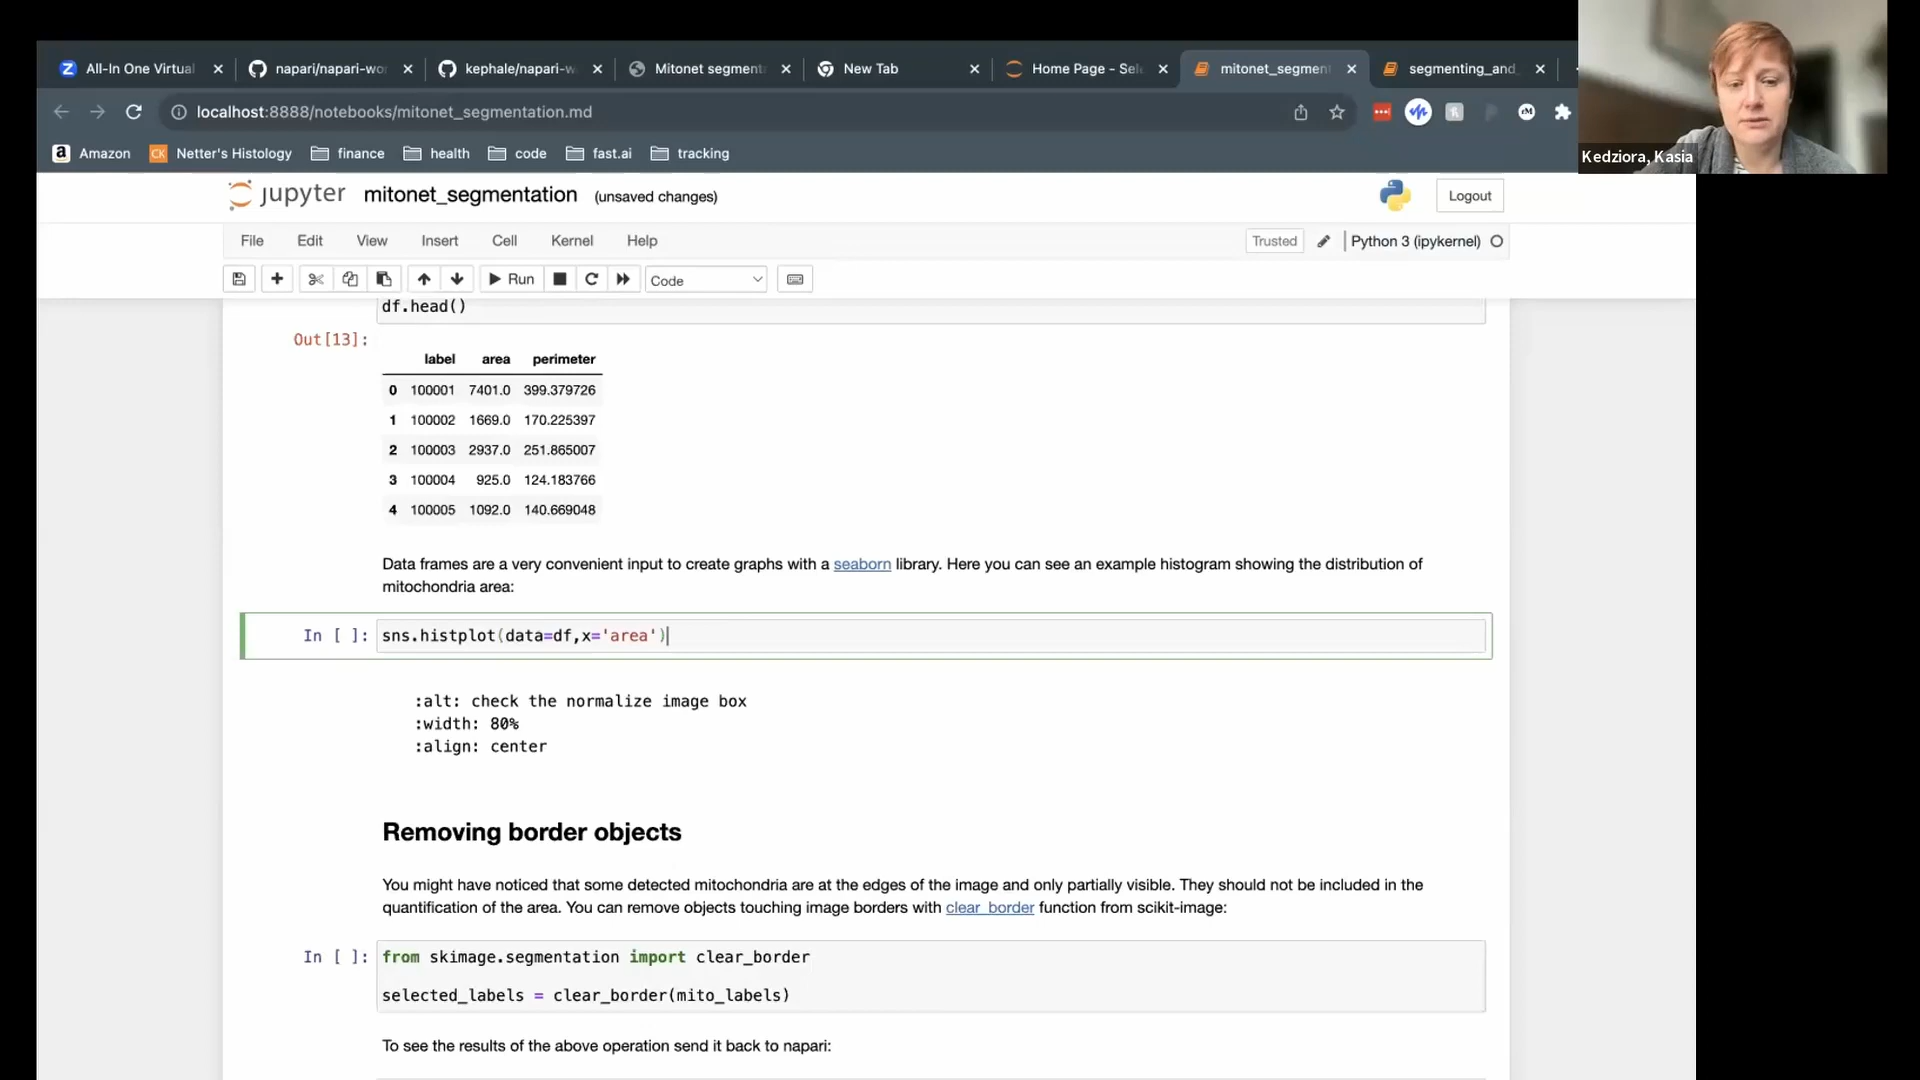 All-In One Virtual
napari/napari-wo
kephale/napari-w
Mitonet segment
New Tab
Home Page - Sel
mitonet_segmen
segmenting_and_
localhost:8888/notebooks/mitonet_segmentation.md
Kedziora, Kasia
Amazon
Netter's Histology
finance
health
code
fast.ai
tracking
jupyter mitonet_segmentation (unsaved changes)
Logout
File Edit View Insert Cell Kernel Help
Trusted
Python 3 (ipykernel)
Run
Code
df.head()
Out[13]:
label area perimeter
0 100001 7401.0 399.379726
1 100002 1669.0 170.225397
2 100003 2937.0 251.865007
3 100004 925.0 124.183766
4 100005 1092.0 140.669048
Data frames are a very convenient input to create graphs with a seaborn library. Here you can see an example histogram showing the distribution of
mitochondria area:
In [ ]: sns.histplot(data=df,x='area')
:alt: check the normalize image box
:width: 80%
:align: center
Removing border objects
You might have noticed that some detected mitochondria are at the edges of the image and only partially visible. They should not be included in the
quantification of the area. You can remove objects touching image borders with clear_border function from scikit-image:
In [ ]: from skimage.segmentation import clear_border
selected_labels = clear_border(mito_labels)
To see the results of the above operation send it back to napari: